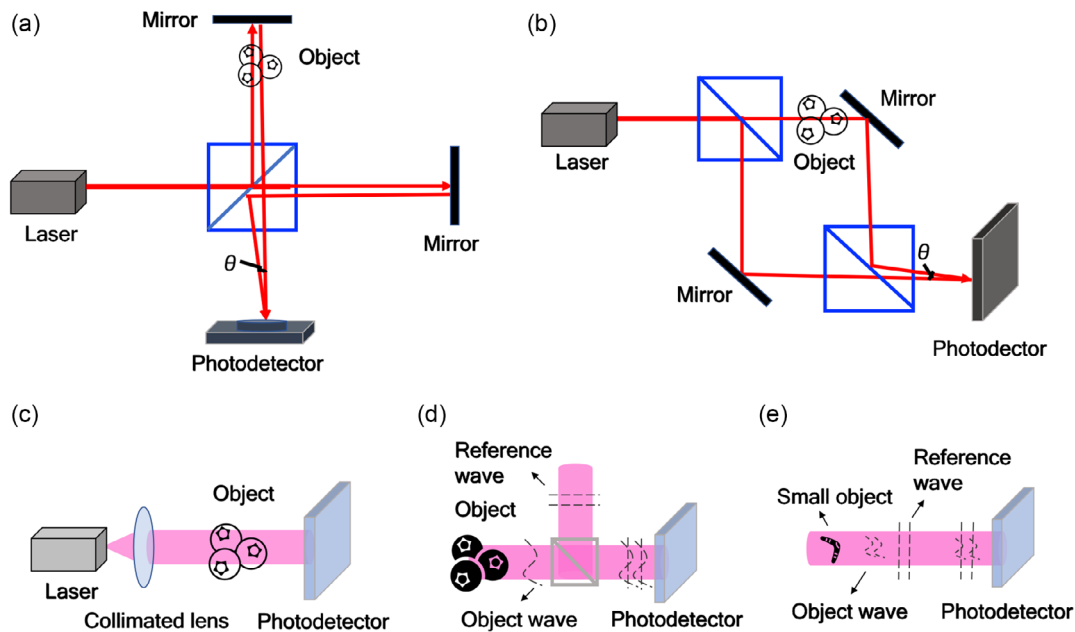 (a)
Mirror
Object
Laser
Mirror
θ
Photodetector
(b)
Mirror
Laser
Object
θ
Mirror
Photodector
(c)
Object
Laser
Collimated lens
Photodetector
(d)
Reference
wave
Object
Object wave
Photodetector
(e)
Reference
wave
Small object
Object wave
Photodetector